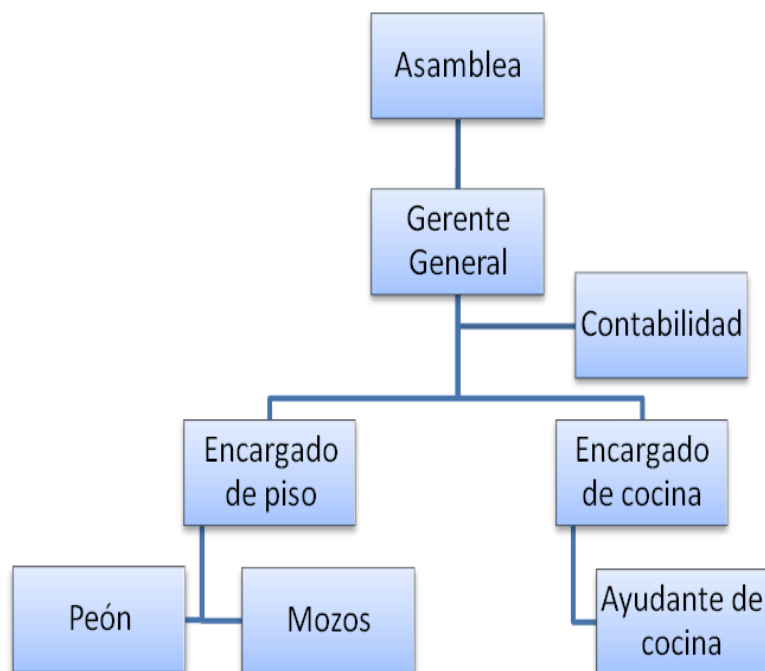 Asamblea
Gerente
General
Contabilidad
Encargado
de piso
Encargado
de cocina
Peón
Mozos
Ayudante de
cocina